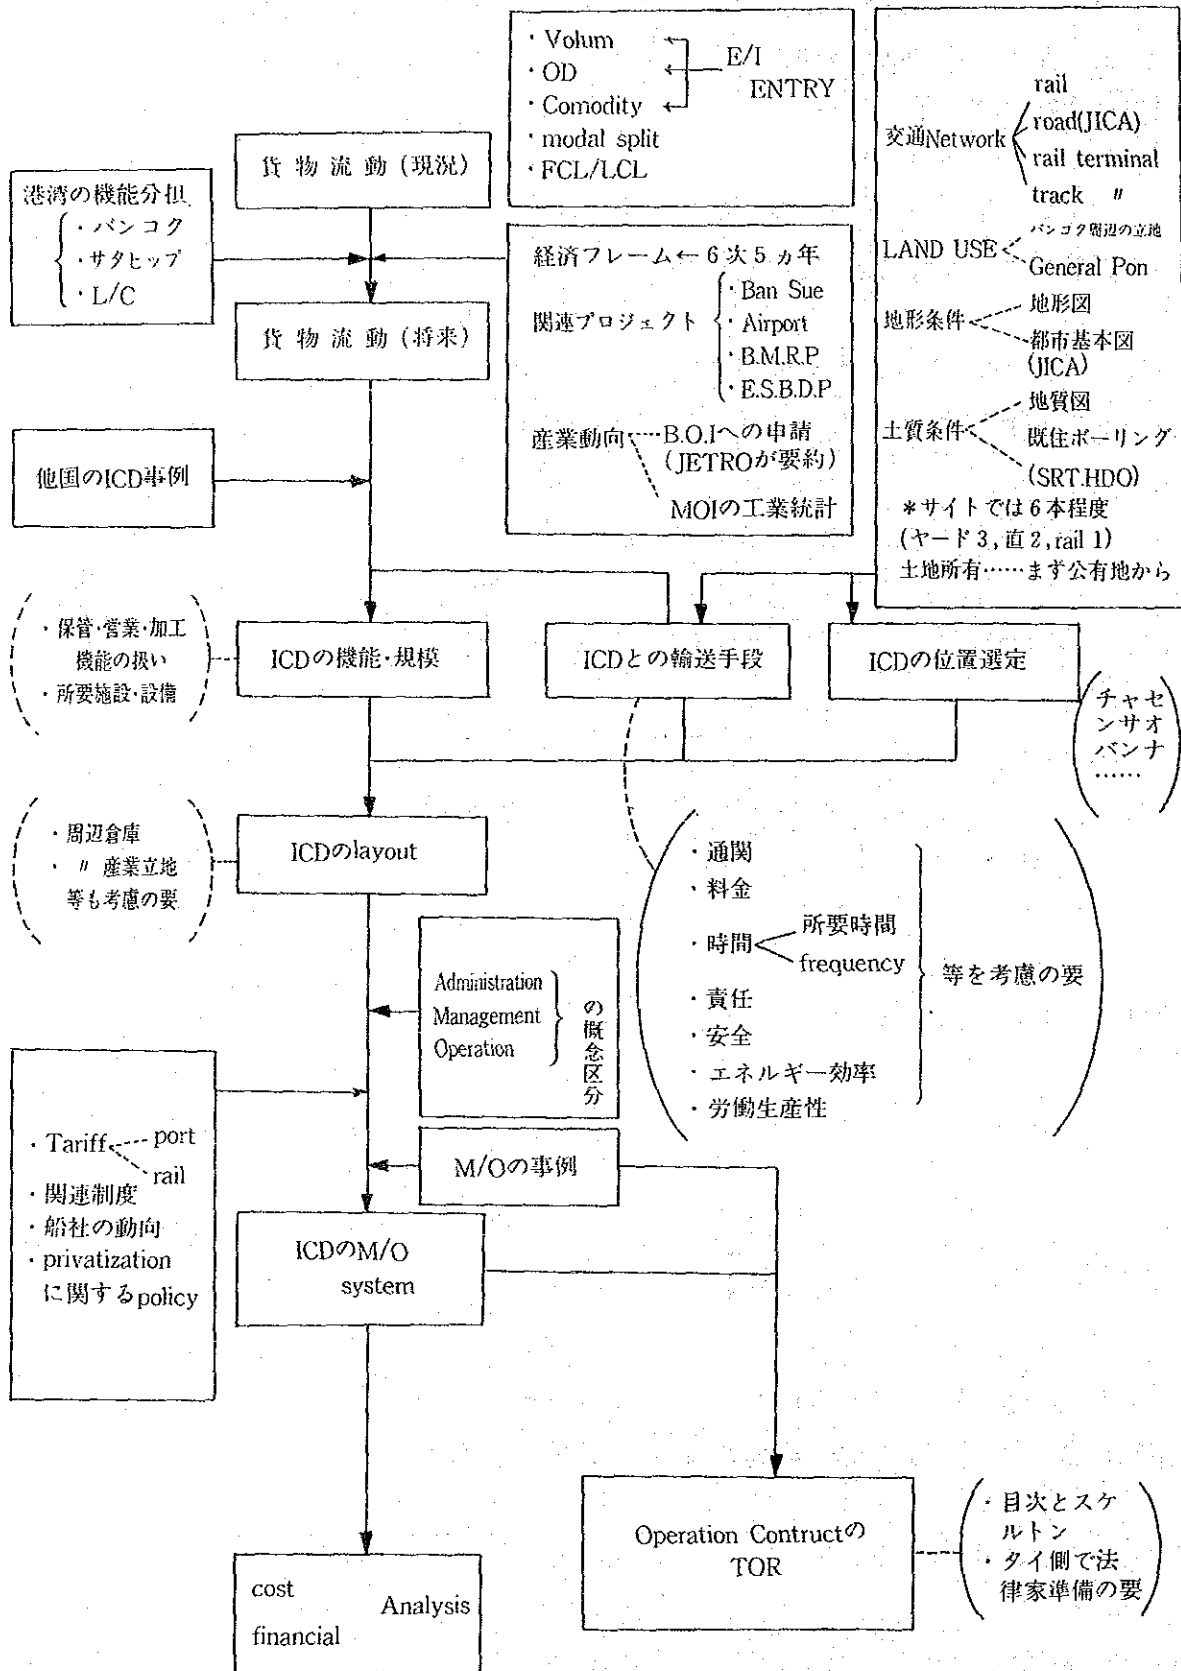 ・Volum
・OD
・Comodity
・modal split
・FCL/LCL
E/I
ENTRY
貨物流動(現況)
港湾の機能分担
・バンコク
・サタヒップ
・L/C
貨物流動(将来)
経済フレーム←6次5ヵ年
関連プロジェクト
・Ban Sue
・Airport
・B.M.R.P
・E.S.B.D.P
産業動向……B.O.Iへの申請
(JETROが要約)
MOIの工業統計
交通Network
rail
road(JICA)
rail terminal
track 〃
LAND USE
バンコク周辺の立地
General Pon
地形条件
地形図
都市基本図
(JICA)
土質条件
地質図
既住ボーリング
(SRT.HDO)
*サイトでは6本程度
(ヤード3,直2,rail 1)
土地所有……まず公有地から
他国のICD事例
・保管・営業・加工
機能の扱い
・所要施設・設備
ICDの機能・規模
ICDとの輸送手段
ICDの位置選定
チャセ
ンサオ
バンナ
……
・周辺倉庫
・〃 産業立地
等も考慮の要
ICDのlayout
・通関
・料金
・時間
所要時間
frequency
・責任
・安全
・エネルギー効率
・労働生産性
等を考慮の要
Administration
Management
Operation
の概念区分
・Tariff
port
rail
・関連制度
・船社の動向
・privatization
に関するpolicy
M/Oの事例
ICDのM/O
system
Operation Contructの
TOR
・目次とスケ
ルトン
・タイ側で法
律家準備の要
cost
Analysis
financial